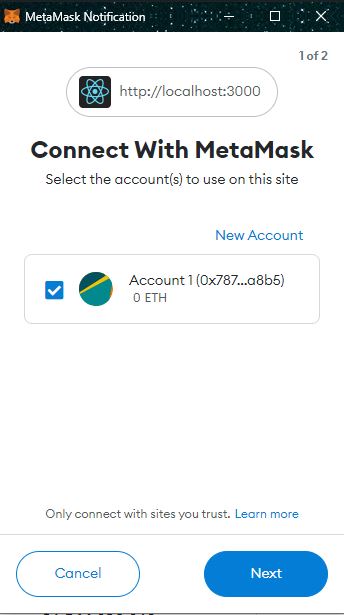 MetaMask Notification
1 of 2
http://localhost:3000
Connect With MetaMask
Select the account(s) to use on this site
New Account
Account 1 (0x787...a8b5)
0 ETH
Only connect with sites you trust. Learn more
Cancel Next